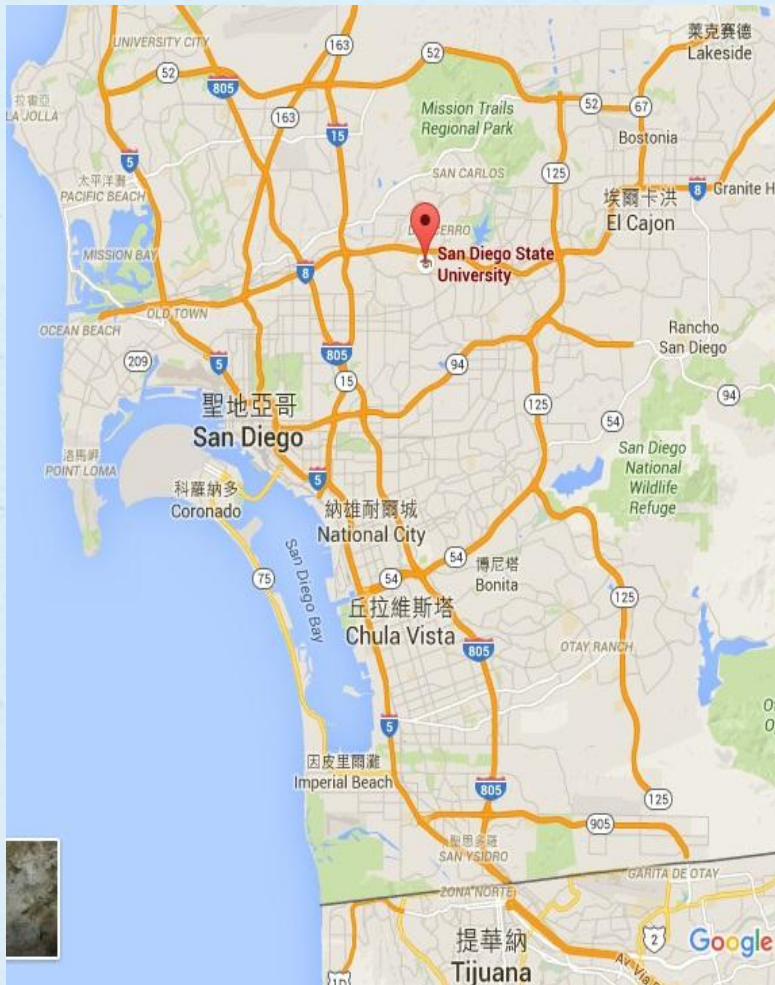 UNIVERSITY CITY
163
52
萊克賽德
Lakeside
52
805
拉霍亞
LA JOLLA
163
15
Mission Trails
Regional Park
52
67
Bostonia
5
太平洋灘
PACIFIC BEACH
SAN CARLOS
125
埃爾卡洪
El Cajon
8
Granite H
MISSION BAY
DEL CERRO
San Diego State
University
8
OLD TOWN
OCEAN BEACH
Rancho
San Diego
209
5
805
15
94
94
聖地亞哥
San Diego
125
54
洛馬岬
POINT LOMA
San Diego
National
Wildlife
Refuge
科羅納多
Coronado
5
納雄耐爾城
National City
San Diego Bay
75
54
54
博尼塔
Bonita
125
丘拉維斯塔
Chula Vista
805
OTAY RANCH
5
因皮里爾灘
Imperial Beach
805
125
905
SAN YSIDRO
GARITA DE OTAY
ZONA NORTE
提華納
Tijuana
2
Google
1D